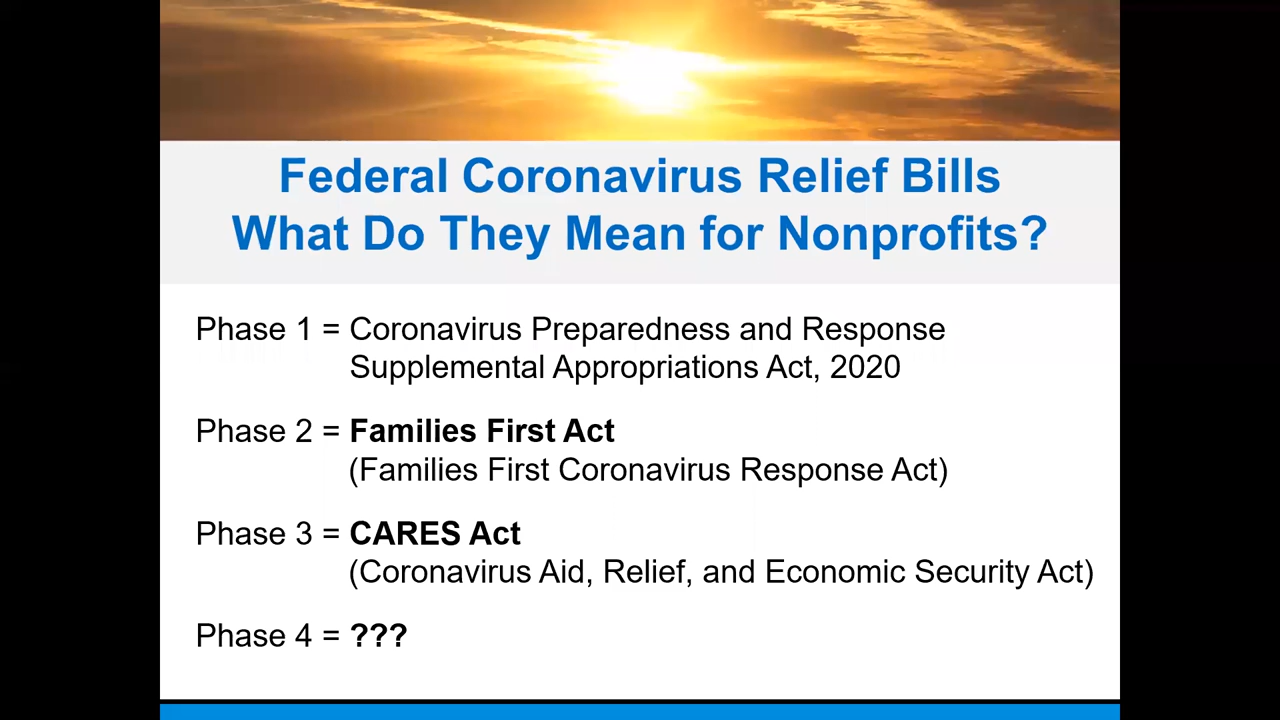 Federal Coronavirus Relief Bills
What Do They Mean for Nonprofits?
Phase 1 = Coronavirus Preparedness and Response
Supplemental Appropriations Act, 2020
Phase 2 = Families First Act
(Families First Coronavirus Response Act)
Phase 3 = CARES Act
(Coronavirus Aid, Relief, and Economic Security Act)
Phase 4 = ???